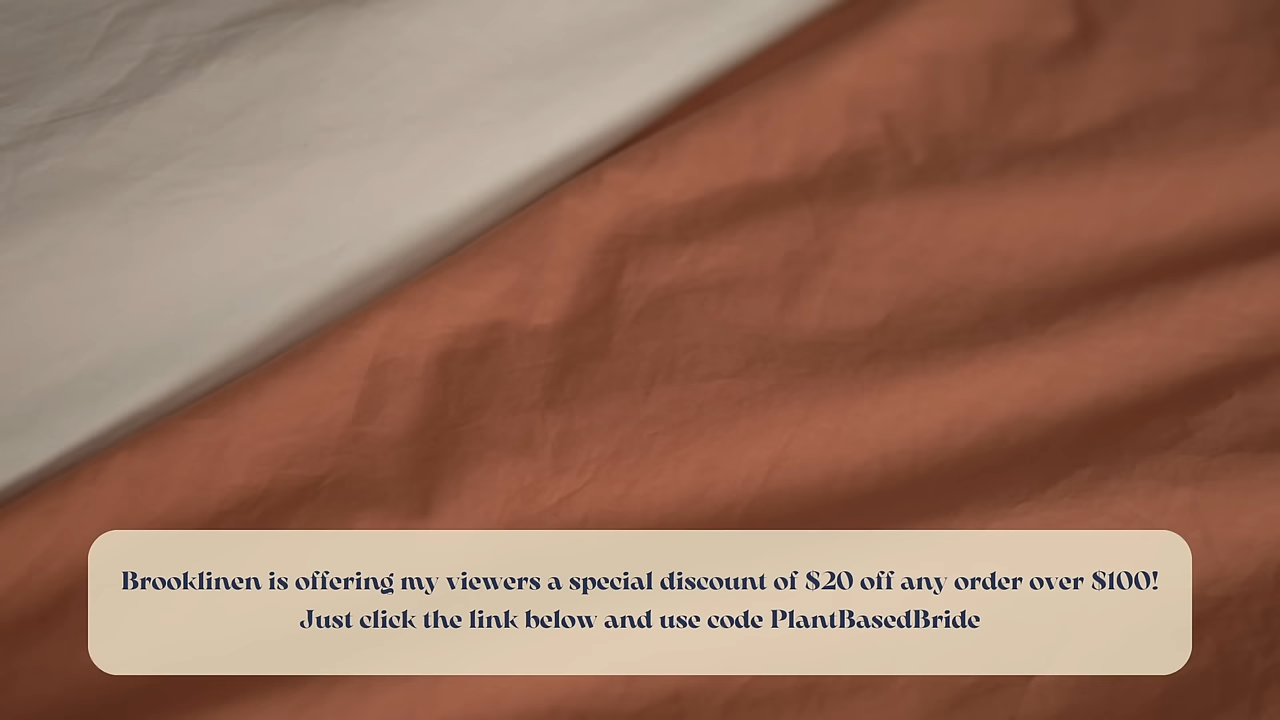 Brooklinen is offering my viewers a special discount of $20 off any order over $100!
Just click the link below and use code PlantBasedBride